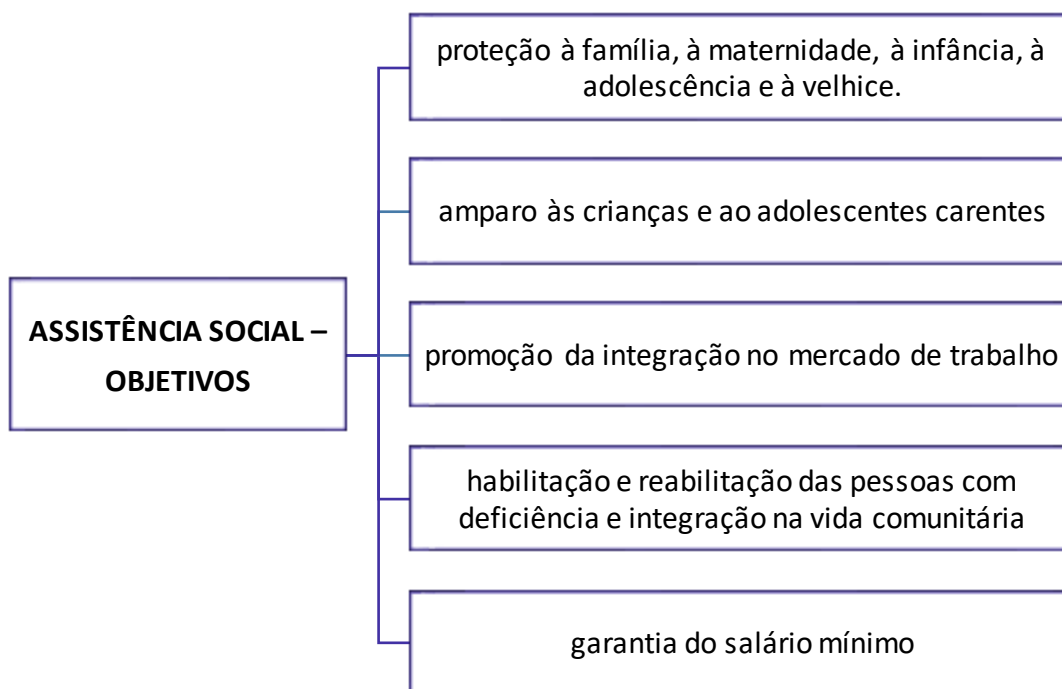 proteção à família, à maternidade, à infância, à
adolescência e à velhice.
amparo às crianças e ao adolescentes carentes
ASSISTÊNCIA SOCIAL –
OBJETIVOS
promoção da integração no mercado de trabalho
habilitação e reabilitação das pessoas com
deficiência e integração na vida comunitária
garantia do salário mínimo